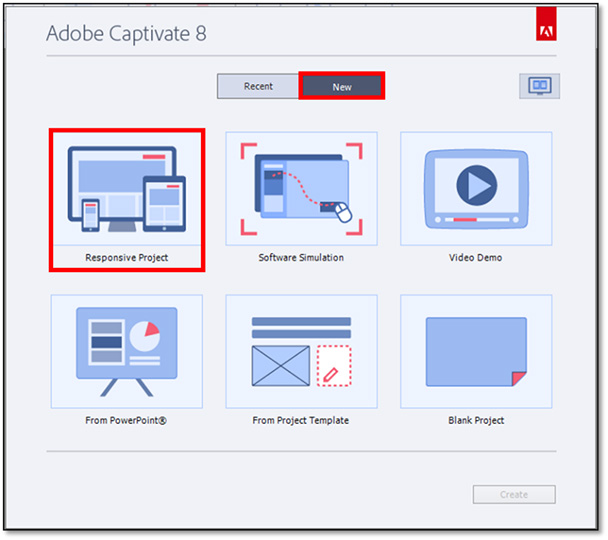 Adobe Captivate 8
Recent New
Responsive Project Software Simulation Video Demo
From PowerPoint® From Project Template Blank Project
Create